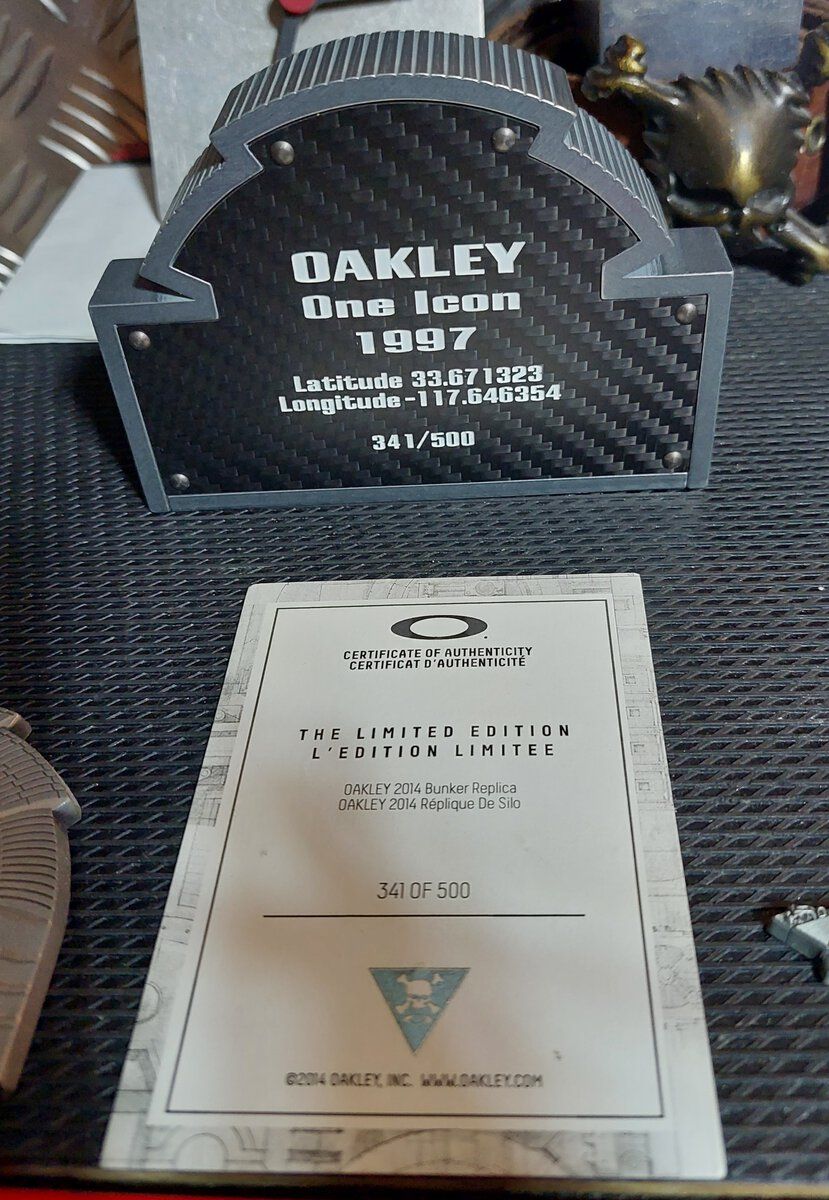 OAKLEY
One Icon
1997
Latitude 33.671323
Longitude -117.646354
341/500
CERTIFICATE OF AUTHENTICITY
CERTIFICAT D'AUTHENTICITÉ
THE LIMITED EDITION
L'EDITION LIMITEE
OAKLEY 2014 Bunker Replica
OAKLEY 2014 Réplique De Silo
341 OF 500
©2014 OAKLEY, INC. WWW.OAKLEY.COM